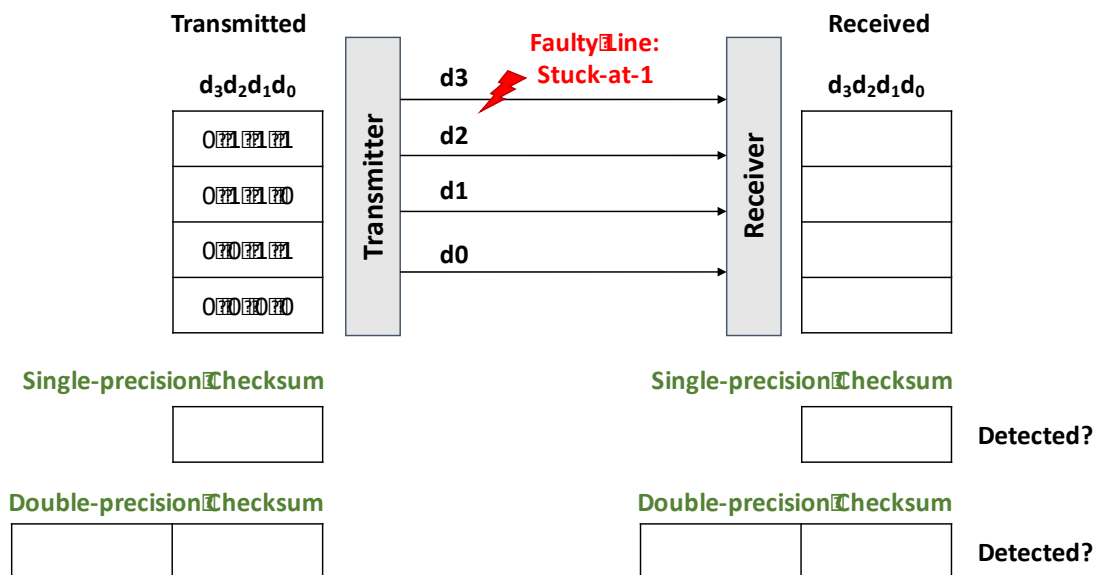 Transmitted
Received
Faulty Line:
Stuck-at-1
d₃d₂d₁d₀
d3
d₃d₂d₁d₀
0 1 1 1
d2
0 1 1 0
d1
0 0 1 1
d0
0 0 0 0
Transmitter
Receiver
Single-precision Checksum
Single-precision Checksum
Detected?
Double-precision Checksum
Double-precision Checksum
Detected?